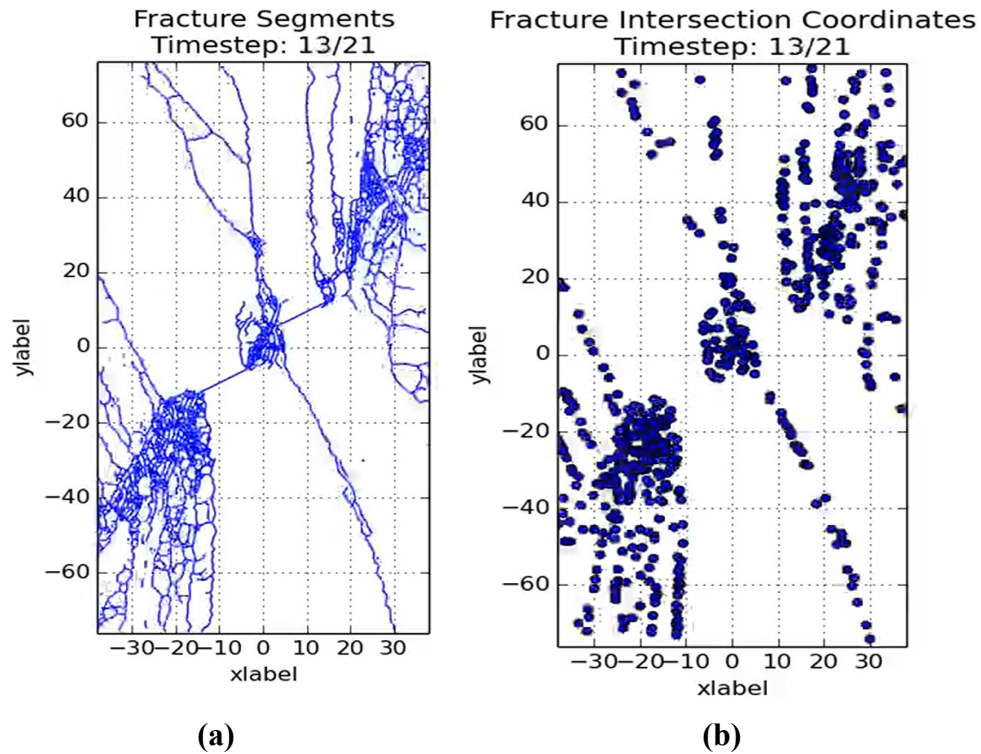 Fracture Segments
Timestep: 13/21
60
40
20
0
−20
−40
−60
ylabel
−30−20−10 0 10 20 30
xlabel
(a)
Fracture Intersection Coordinates
Timestep: 13/21
60
40
20
0
−20
−40
−60
ylabel
−30−20−10 0 10 20 30
xlabel
(b)